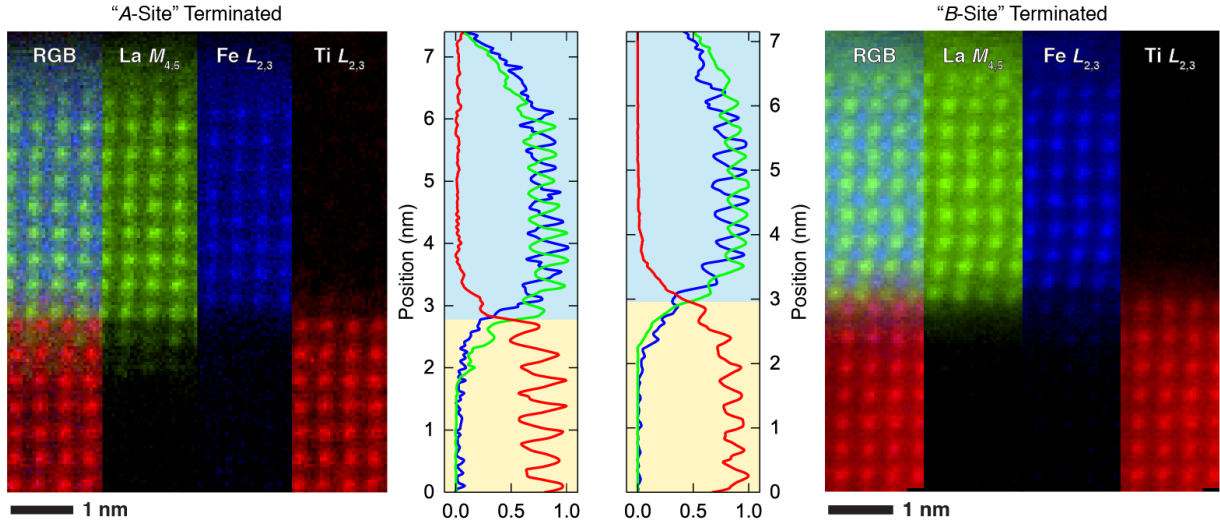 “A-Site” Terminated
“B-Site” Terminated
RGB La M4,5 Fe L2,3 Ti L2,3
RGB La M4,5 Fe L2,3 Ti L2,3
7
6
5
4
3
2
1
0
Position (nm)
0.0 0.5 1.0
7
6
5
4
3
2
1
0
Position (nm)
0.0 0.5 1.0
1 nm
1 nm